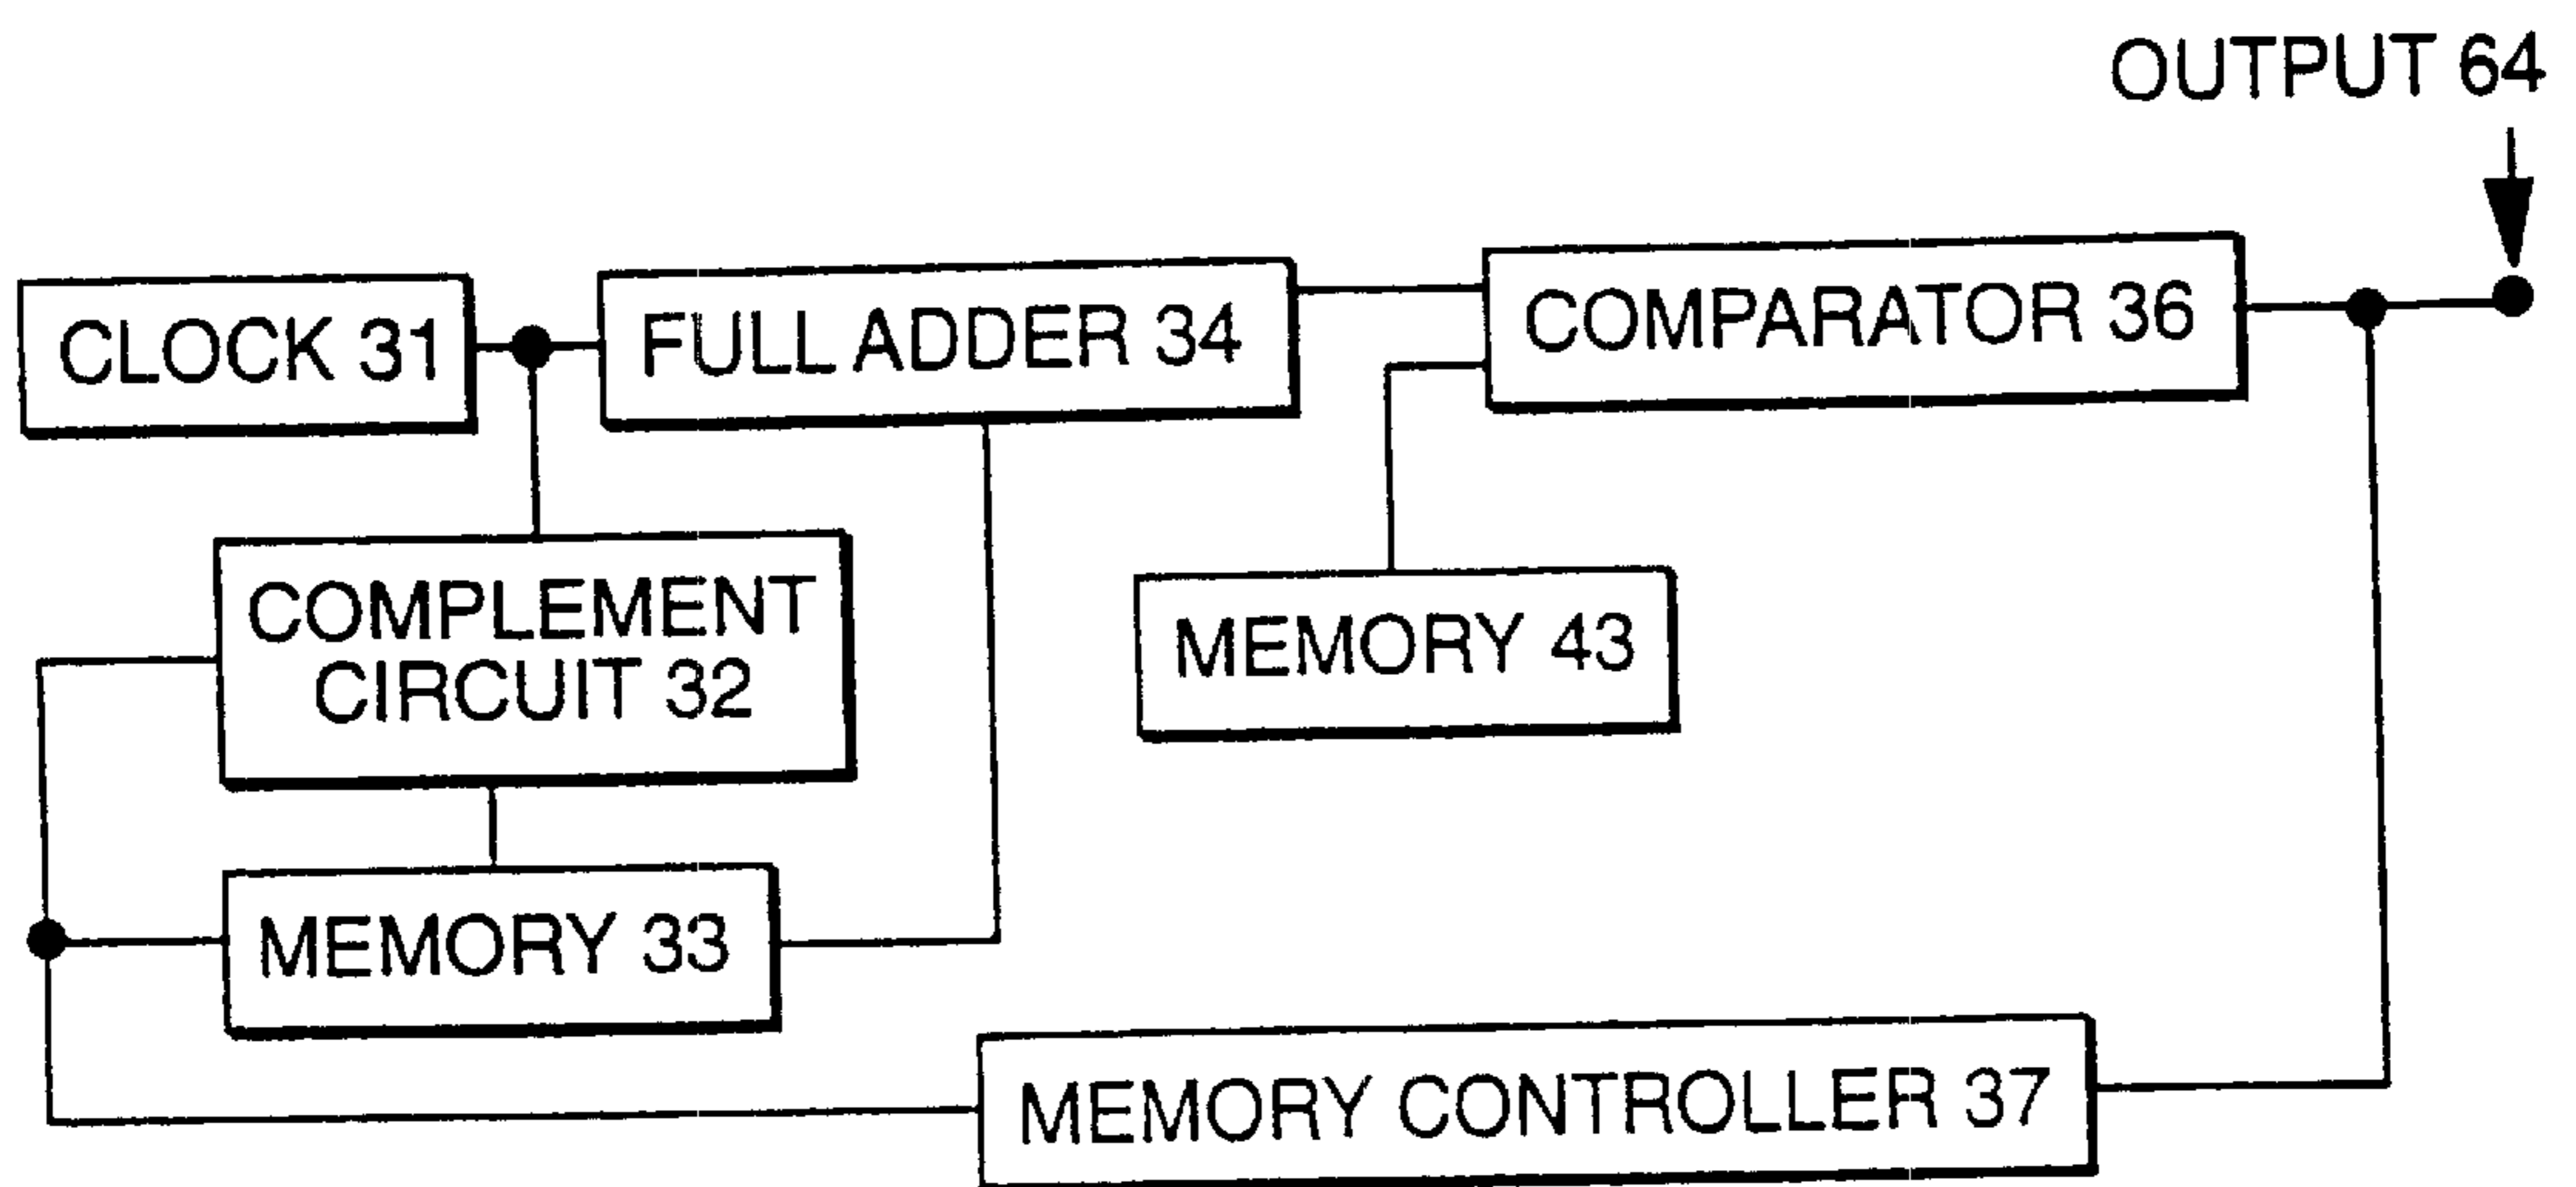 OUTPUT 64
CLOCK 31
FULL ADDER 34
COMPARATOR 36
COMPLEMENT
CIRCUIT 32
MEMORY 43
MEMORY 33
MEMORY CONTROLLER 37